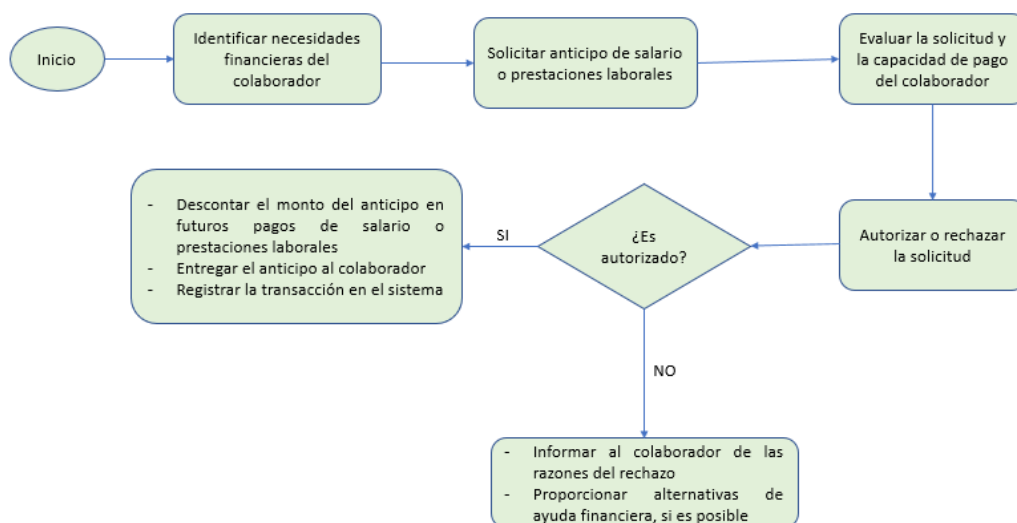 Inicio
Identificar necesidades
financieras del
colaborador
Solicitar anticipo de salario
o prestaciones laborales
Evaluar la solicitud y
la capacidad de pago
del colaborador
Autorizar o rechazar
la solicitud
¿Es
autorizado?
SI
- Descontar el monto del anticipo en
futuros pagos de salario o
prestaciones laborales
- Entregar el anticipo al colaborador
- Registrar la transacción en el sistema
NO
- Informar al colaborador de las
razones del rechazo
- Proporcionar alternativas de
ayuda financiera, si es posible